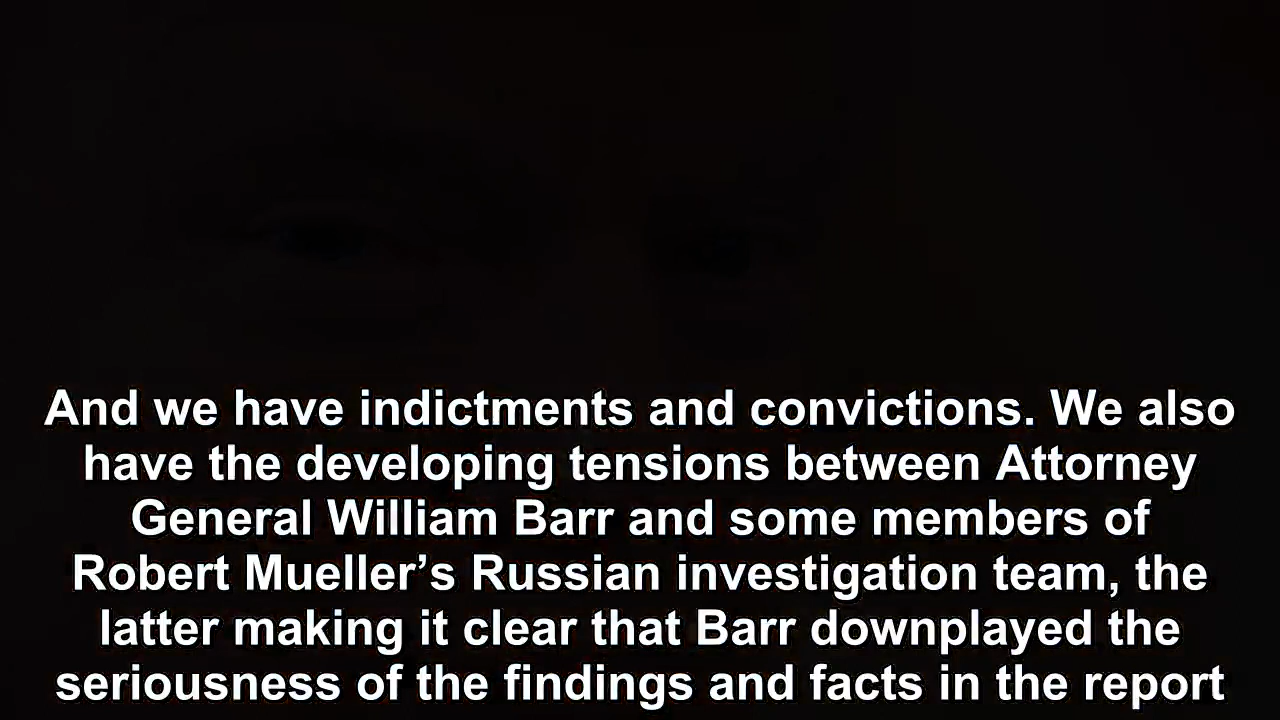 And we have indictments and convictions. We also
have the developing tensions between Attorney
General William Barr and some members of
Robert Mueller’s Russian investigation team, the
latter making it clear that Barr downplayed the
seriousness of the findings and facts in the report